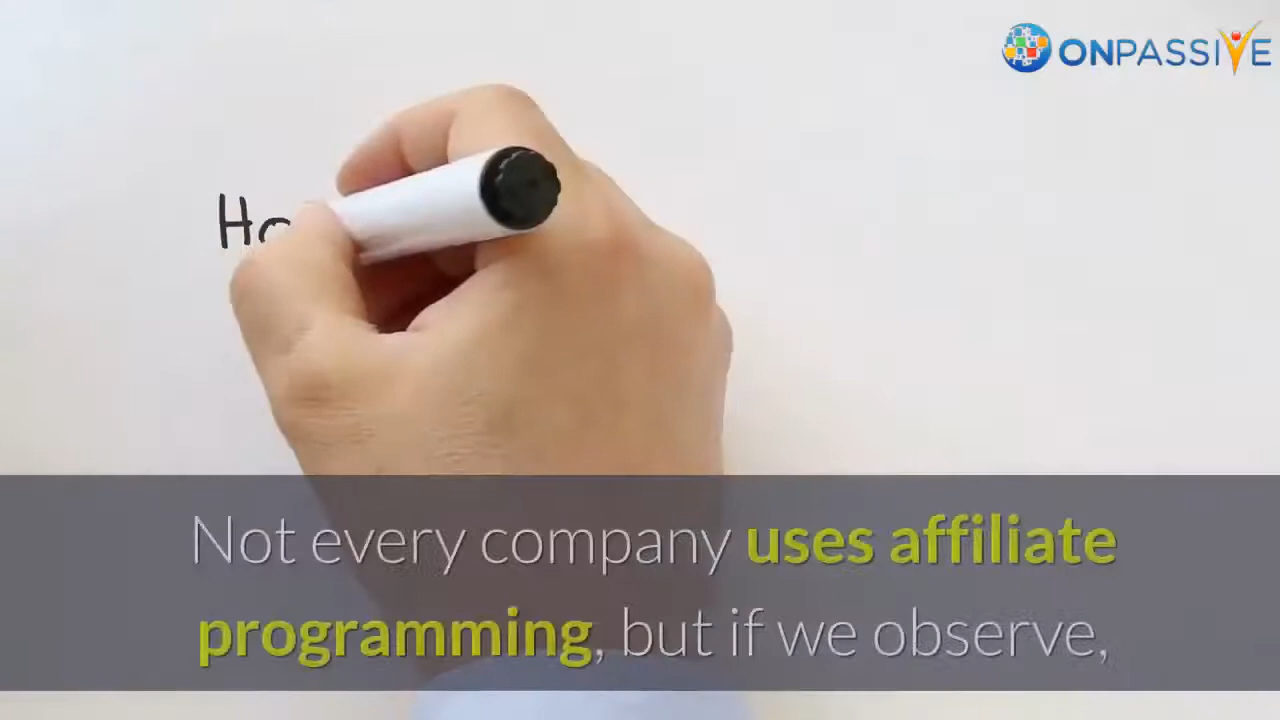 ONPASSIVE
Ho
Not every company uses affiliate
programming, but if we observe,